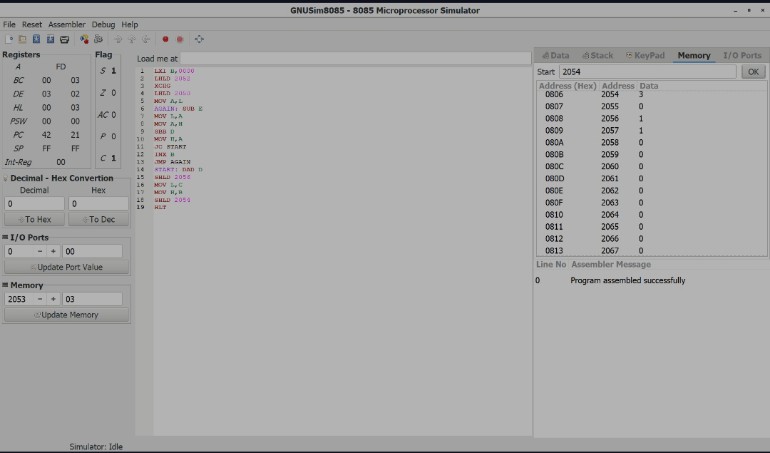 GNUSim8085 - 8085 Microprocessor Simulator
File Reset Assembler Debug Help
Registers
A FD
BC 00 03
DE 03 02
HL 00 03
PSW 00 00
PC 42 21
SP FF FF
Int-Reg 00
Flag
S 1
Z 0
AC 0
P 0
C 1
Decimal - Hex Convertion
Decimal Hex
0 0
To Hex To Dec
I/O Ports
0 - + 00
Update Port Value
Memory
2053 - + 03
Update Memory
Load me at
1 LXI B,0000
2 LHLD 2052
3 XCHG
4 LHLD 2050
5 MOV A,L
6 AGAIN: SUB E
7 MOV L,A
8 MOV A,H
9 SBB D
10 MOV H,A
11 JC START
12 INX B
13 JMP AGAIN
14 START: DAD D
15 SHLD 2056
16 MOV L,C
17 MOV H,B
18 SHLD 2054
19 HLT
Data Stack KeyPad Memory I/O Ports
Start 2054 OK
Address (Hex) Address Data
0806 2054 3
0807 2055 0
0808 2056 1
0809 2057 1
080A 2058 0
080B 2059 0
080C 2060 0
080D 2061 0
080E 2062 0
080F 2063 0
0810 2064 0
0811 2065 0
0812 2066 0
0813 2067 0
Line No Assembler Message
0 Program assembled successfully
Simulator: Idle